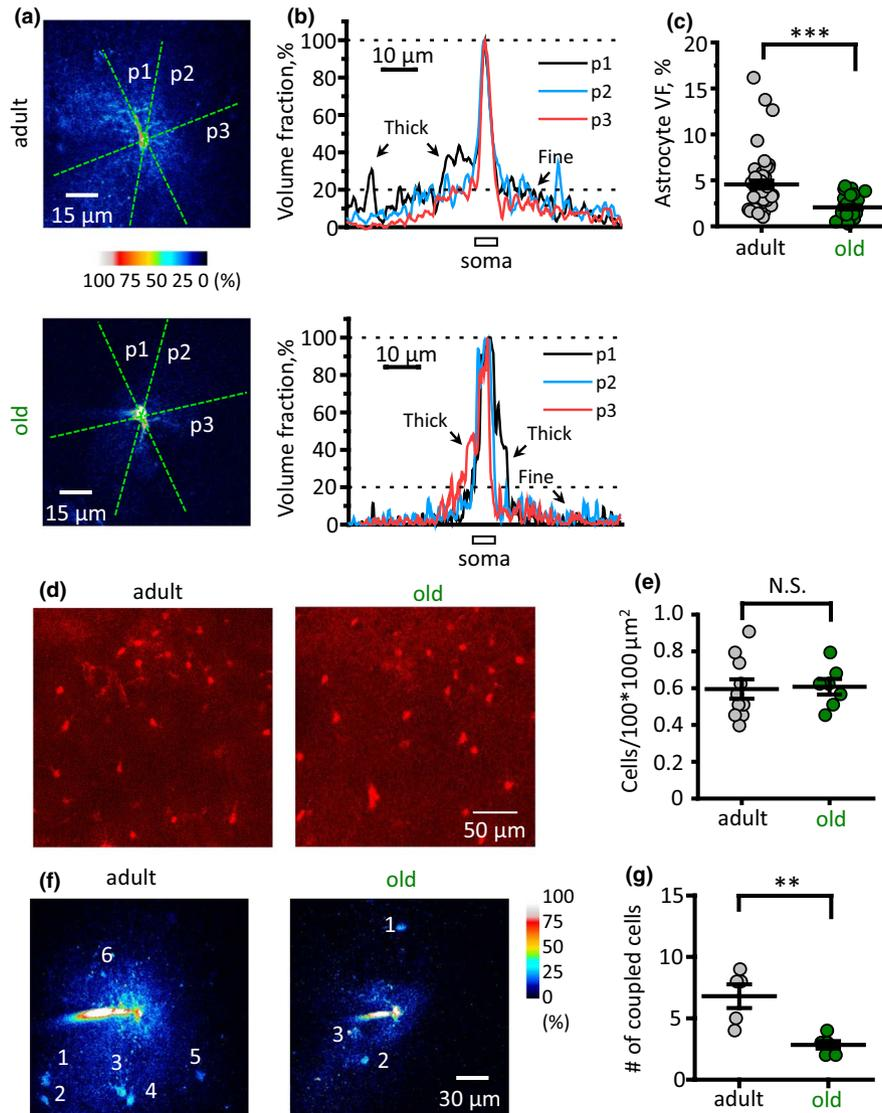 (a)
adult
p1
p2
p3
15 µm
100 75 50 25 0 (%)
old
p1
p2
p3
15 µm
(b)
Volume fraction,%
100
80
60
40
20
0
10 µm
p1
p2
p3
Thick
Fine
soma
Volume fraction,%
100
80
60
40
20
0
10 µm
p1
p2
p3
Thick
Thick
Fine
soma
(c)
***
Astrocyte VF, %
20
15
10
5
0
adult
old
(d)
adult
old
50 µm
(e)
N.S.
Cells/100*100 µm²
1.0
0.8
0.6
0.4
0.2
0
adult
old
(f)
adult
6
1
2
3
4
5
old
1
3
2
30 µm
100
75
50
25
0
(%)
(g)
**
# of coupled cells
15
10
5
0
adult
old